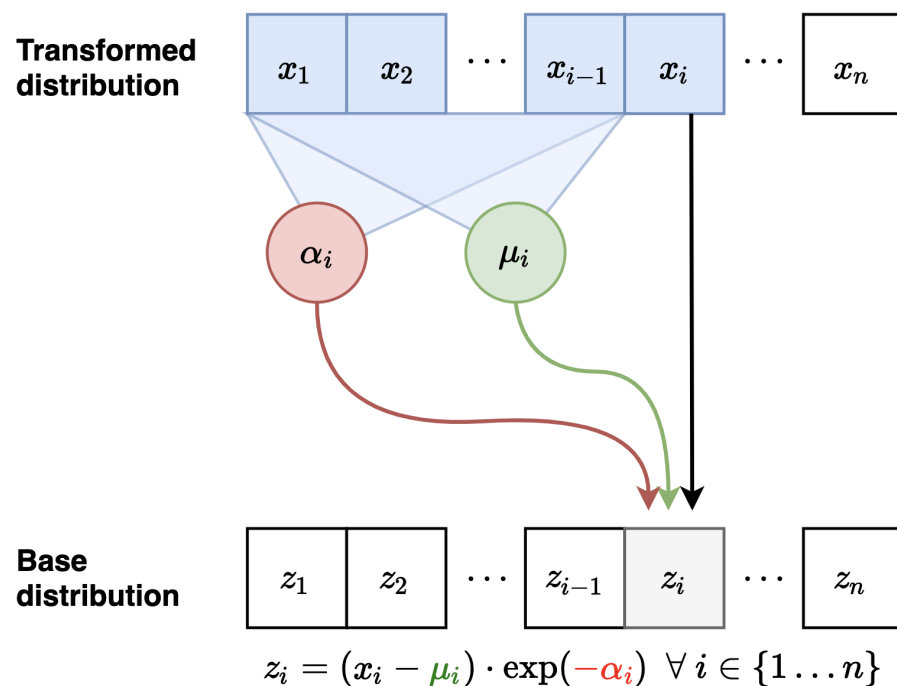 Transformed
distribution
x₁ x₂ ⋯ xᵢ₋₁ xᵢ ⋯ xₙ
αᵢ μᵢ
Base
distribution
z₁ z₂ ⋯ zᵢ₋₁ zᵢ ⋯ zₙ
zᵢ = (xᵢ − μᵢ) · exp(−αᵢ) ∀ i ∈ {1 … n}